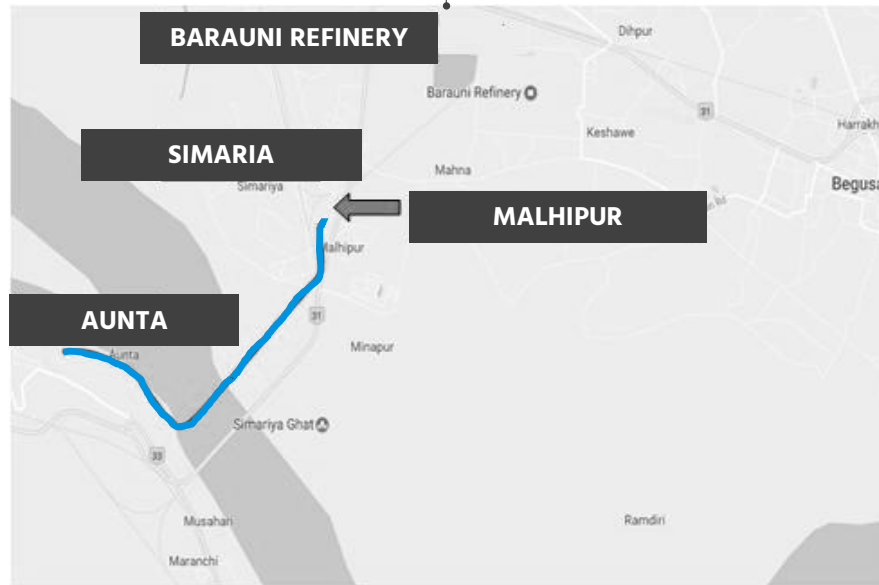 BARAUNI REFINERY
Dihpur
Barauni Refinery
31
Harrakh
Keshawe
SIMARIA
Mahna
Simariya
Begusa
MALHIPUR
Malhipur
AUNTA
31
Minapur
Aunta
Simariya Ghat
33
Musahari
Ramdiri
Maranchi